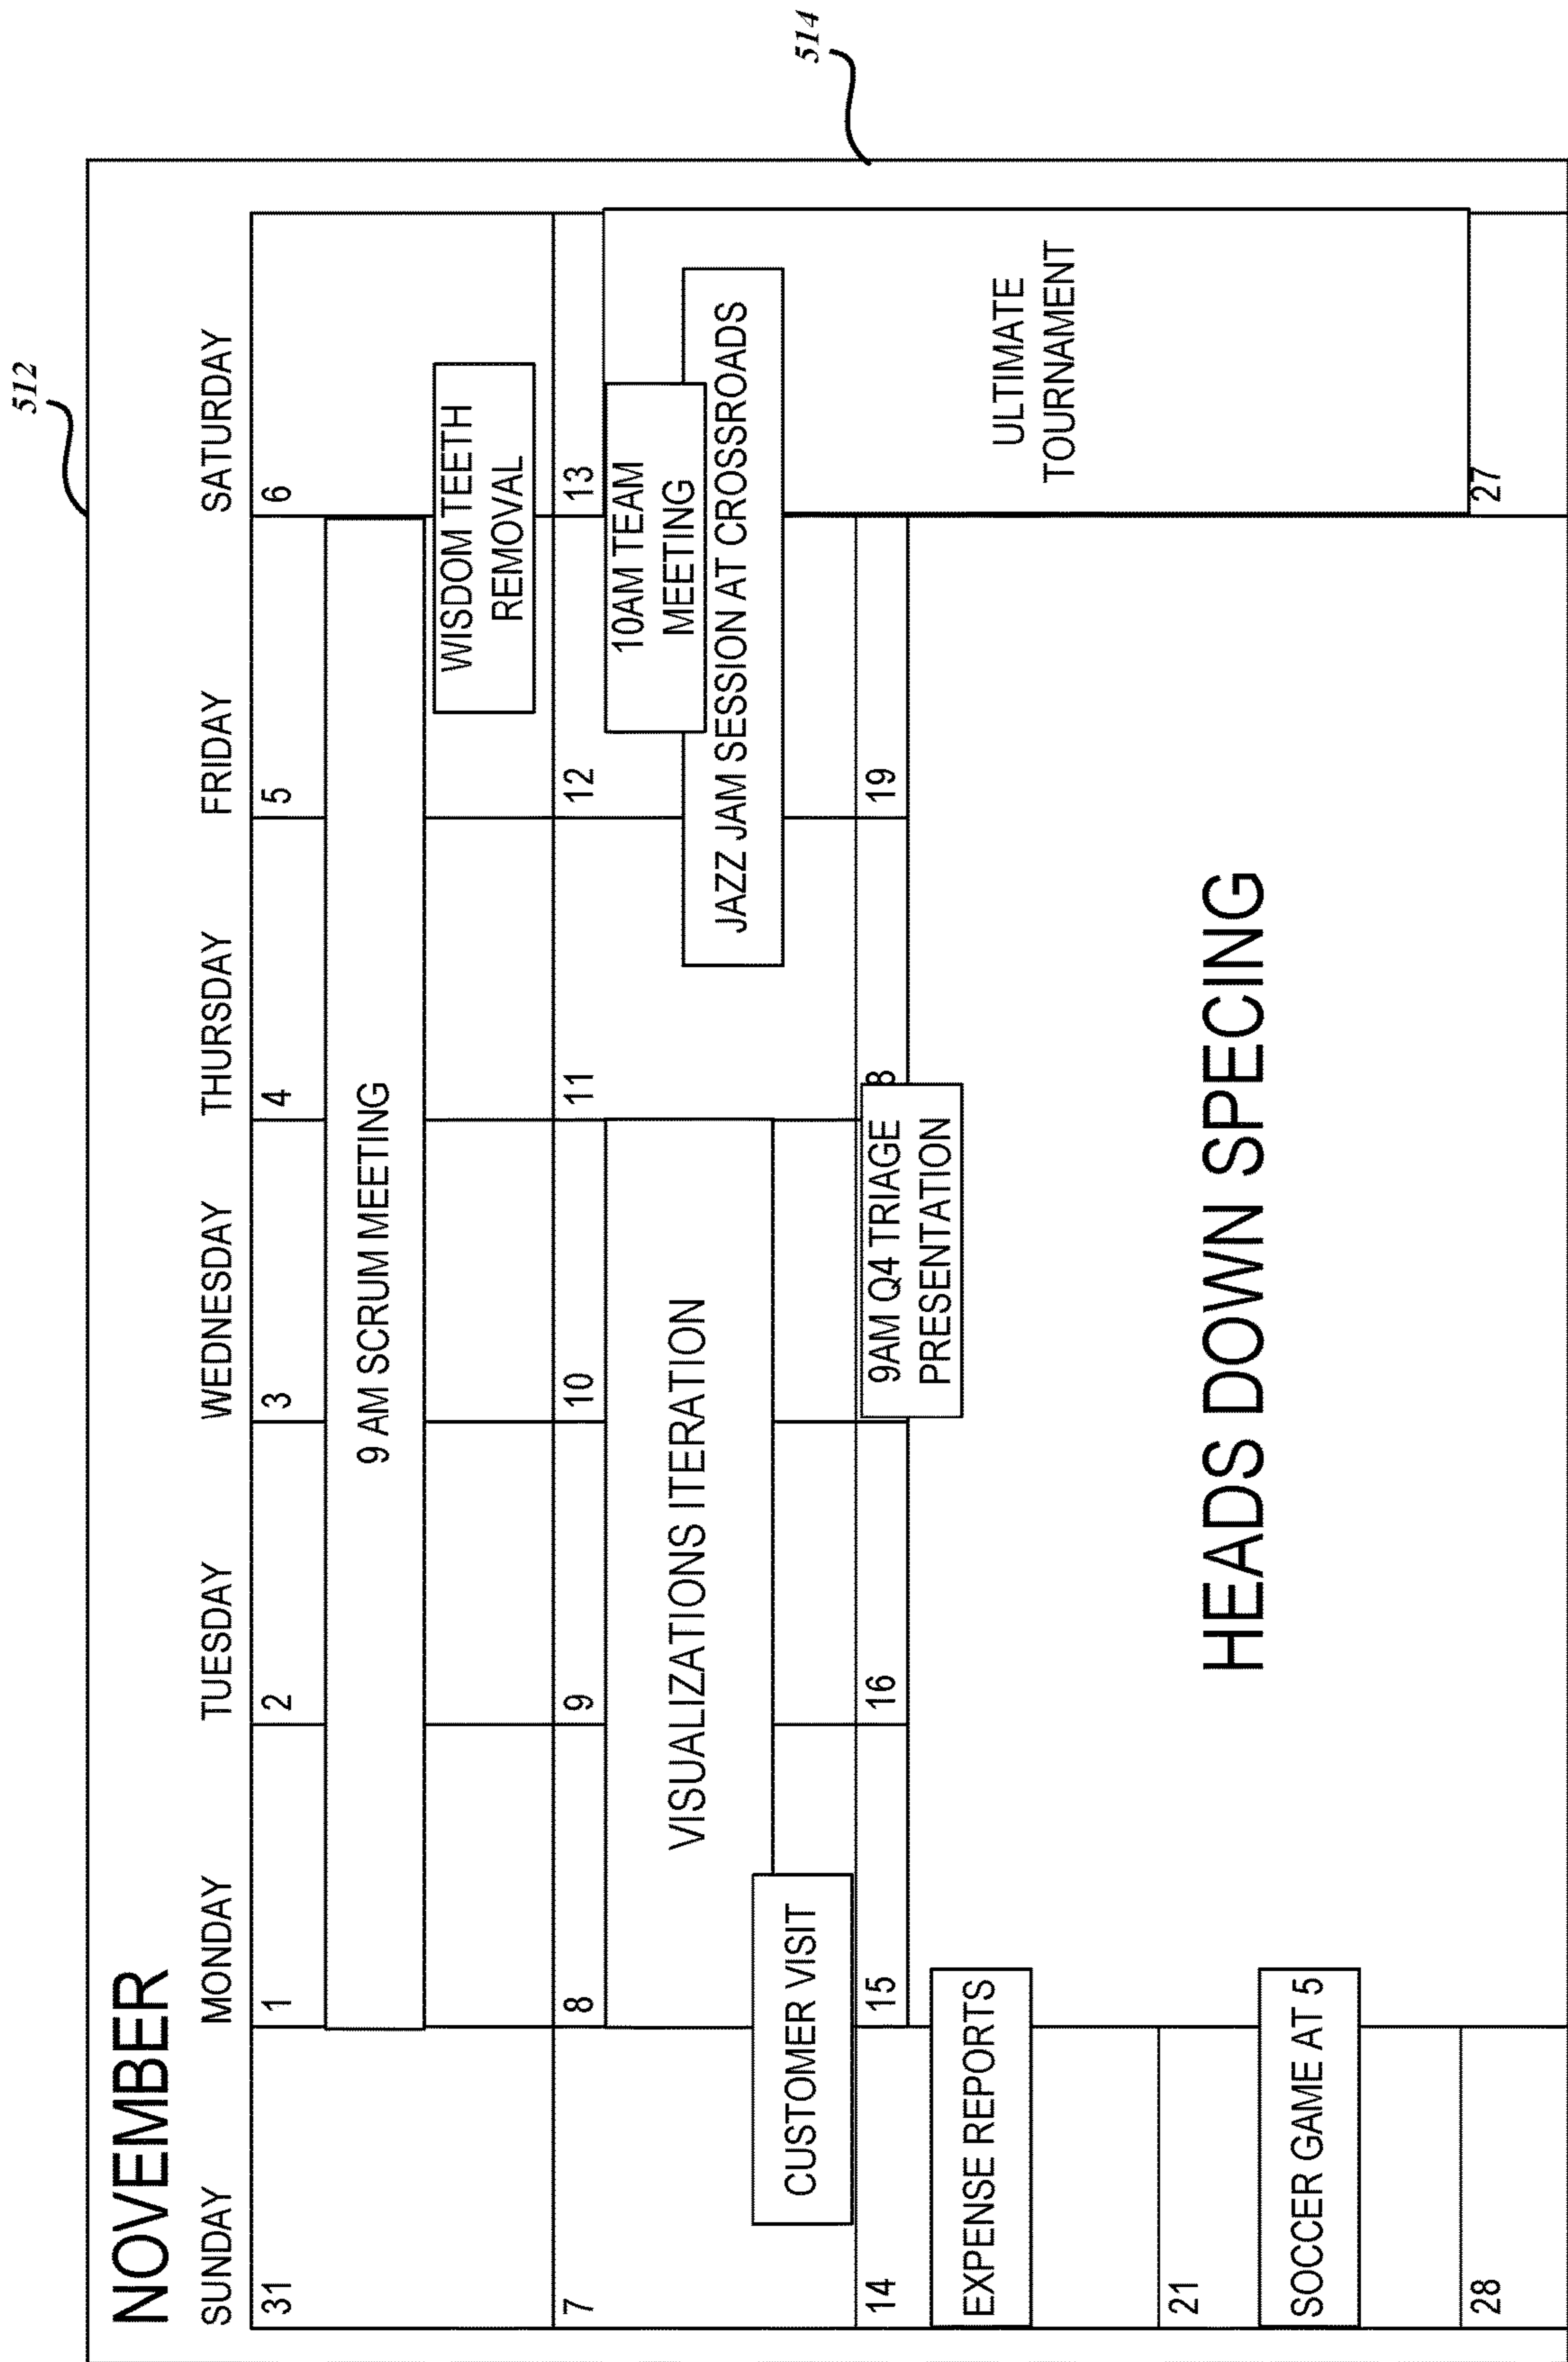 512
514
NOVEMBER
SUNDAY MONDAY TUESDAY WEDNESDAY THURSDAY FRIDAY SATURDAY
31 1 2 3 4 5 6
9 AM SCRUM MEETING
WISDOM TEETH
REMOVAL
7 8 9 10 11 12 13
VISUALIZATIONS ITERATION
10AM TEAM
MEETING
JAZZ JAM SESSION AT CROSSROADS
CUSTOMER VISIT
14 15 16 8 19
9AM Q4 TRIAGE
PRESENTATION
EXPENSE REPORTS
ULTIMATE
TOURNAMENT
21
HEADS DOWN SPECING
SOCCER GAME AT 5
28 27